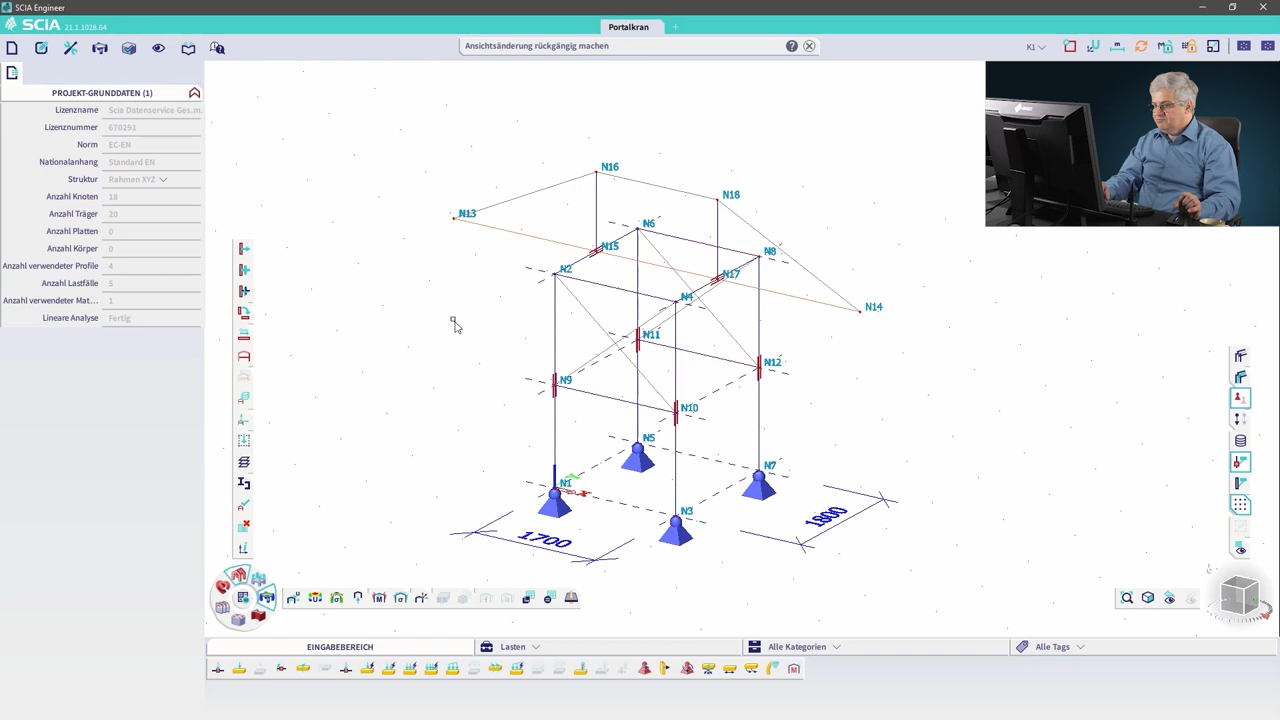 SCIA Engineer
SCIA 21.1.1028.64
Portalkran
Ansichtsänderung rückgängig machen
K1
PROJEKT-GRUNDDATEN (1)
Lizenzname Scia Datenservice Ges.m.
Lizenznummer 670291
Norm EC-EN
Nationalanhang Standard EN
Struktur Rahmen XYZ
Anzahl Knoten 18
Anzahl Träger 20
Anzahl Platten 0
Anzahl Körper 0
Anzahl verwendeter Profile 4
Anzahl Lastfälle 5
Anzahl verwendeter Mat... 1
Lineare Analyse Fertig
N16
N18
N13
N6
N15
N8
N2
N17
N4
N14
N11
N12
N9
N10
N5
N7
N1
N3
1700
1800
EINGABEBEREICH
Lasten
Alle Kategorien
Alle Tags